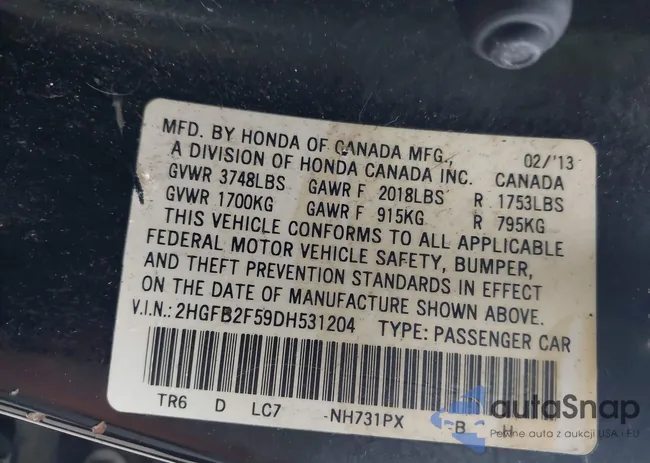 MFD. BY HONDA OF CANADA MFG., 02/'13
A DIVISION OF HONDA CANADA INC. CANADA
GVWR 3748LBS GAWR F 2018LBS R 1753LBS
GVWR 1700KG GAWR F 915KG R 795KG
THIS VEHICLE CONFORMS TO ALL APPLICABLE
FEDERAL MOTOR VEHICLE SAFETY, BUMPER,
AND THEFT PREVENTION STANDARDS IN EFFECT
ON THE DATE OF MANUFACTURE SHOWN ABOVE.
V.I.N.: 2HGFB2F59DH531204 TYPE: PASSENGER CAR
TR6 D LC7 -NH731PX -B H
autoSnap
Pewne auta z aukcji USA i EU